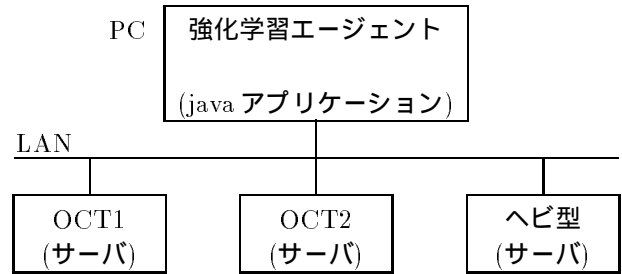 PC
強化学習エージェント
(java アプリケーション)
LAN
OCT1
(サーバ)
OCT2
(サーバ)
ヘビ型
(サーバ)